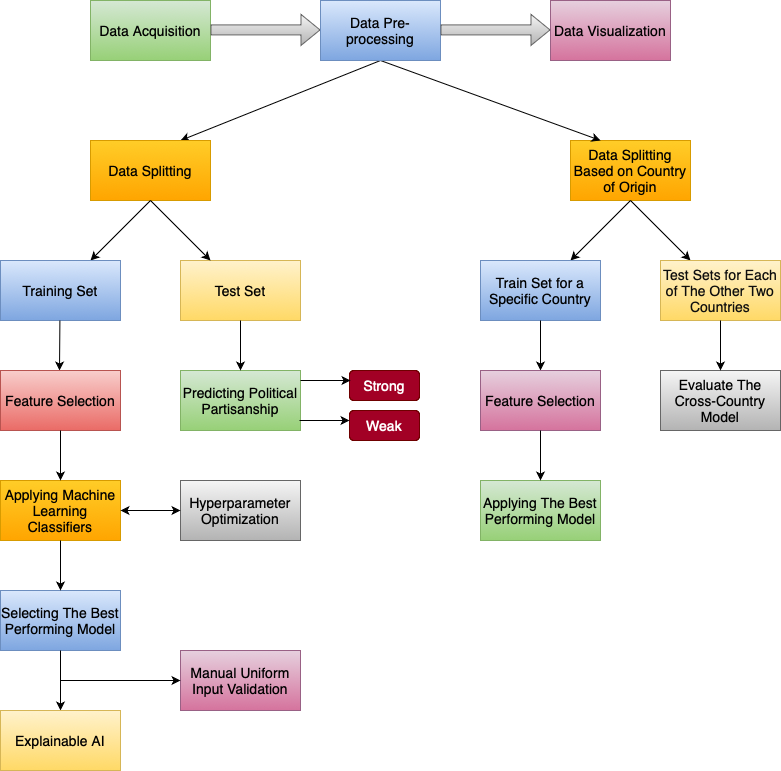 Data Acquisition
Data Pre-
processing
Data Visualization
Data Splitting
Data Splitting
Based on Country
of Origin
Training Set
Test Set
Train Set for a
Specific Country
Test Sets for Each
of The Other Two
Countries
Feature Selection
Predicting Political
Partisanship
Strong
Weak
Feature Selection
Evaluate The
Cross-Country
Model
Applying Machine
Learning
Classifiers
Hyperparameter
Optimization
Applying The Best
Performing Model
Selecting The Best
Performing Model
Manual Uniform
Input Validation
Explainable AI